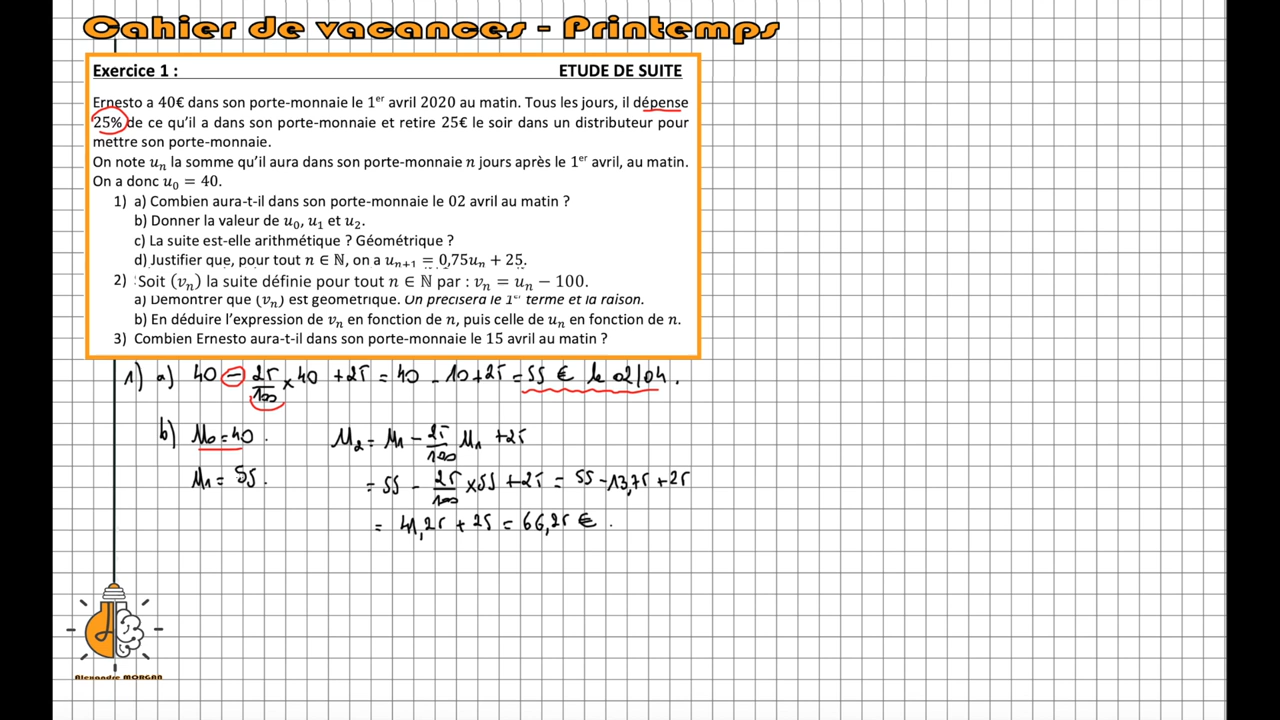 Cahier de vacances - Printemps
Exercice 1 : ETUDE DE SUITE
Ernesto a 40€ dans son porte-monnaie le 1er avril 2020 au matin. Tous les jours, il dépense
25% de ce qu'il a dans son porte-monnaie et retire 25€ le soir dans un distributeur pour
mettre son porte-monnaie.
On note uₙ la somme qu'il aura dans son porte-monnaie n jours après le 1er avril, au matin.
On a donc u₀ = 40.
1) a) Combien aura-t-il dans son porte-monnaie le 02 avril au matin ?
b) Donner la valeur de u₀, u₁ et u₂.
c) La suite est-elle arithmétique ? Géométrique ?
d) Justifier que, pour tout n ∈ ℕ, on a uₙ₊₁ = 0,75uₙ + 25.
2) Soit (vₙ) la suite définie pour tout n ∈ ℕ par : vₙ = uₙ − 100.
a) Démontrer que (vₙ) est géométrique. On précisera le 1er terme et la raison.
b) En déduire l'expression de vₙ en fonction de n, puis celle de uₙ en fonction de n.
3) Combien Ernesto aura-t-il dans son porte-monnaie le 15 avril au matin ?
1) a) 40 − 25/100 × 40 + 25 = 40 − 10 + 25 = 55 € le 02/04.
b) u₀ = 40. u₂ = u₁ − 25/100 u₁ + 25
u₁ = 55. = 55 − 25/100 × 55 + 25 = 55 − 13,75 + 25
= 41,25 + 25 = 66,25 € .
Alexandre MORGAN